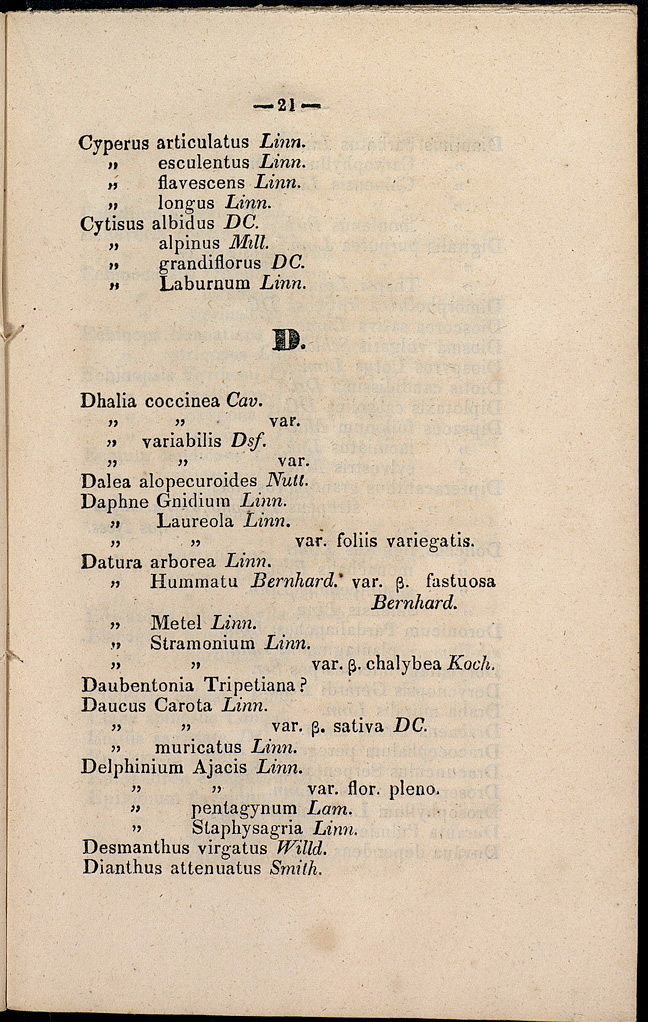 — 21 —
Cyperus articulatus Linn.
„ esculentus Linn.
„ flavescens Linn.
„ longus Linn.
Cytisus albidus DC.
„ alpinus Mill.
„ grandiflorus DC.
„ Laburnum Linn.
D.
Dhalia coccinea Cav.
„ „ var.
„ variabilis Dsf.
„ „ var.
Dalea alopecuroides Nutt.
Daphne Gnidium Linn.
„ Laureola Linn.
„ „ var. foliis variegatis.
Datura arborea Linn.
„ Hummatu Bernhard. var. β. fastuosa
Bernhard.
„ Metel Linn.
„ Stramonium Linn.
„ „ var. β. chalybea Koch.
Daubentonia Tripetiana?
Daucus Carota Linn.
„ „ var. β. sativa DC.
„ muricatus Linn.
Delphinium Ajacis Linn.
„ „ var. flor. pleno.
„ pentagynum Lam.
„ Staphysagria Linn.
Desmanthus virgatus Willd.
Dianthus attenuatus Smith.